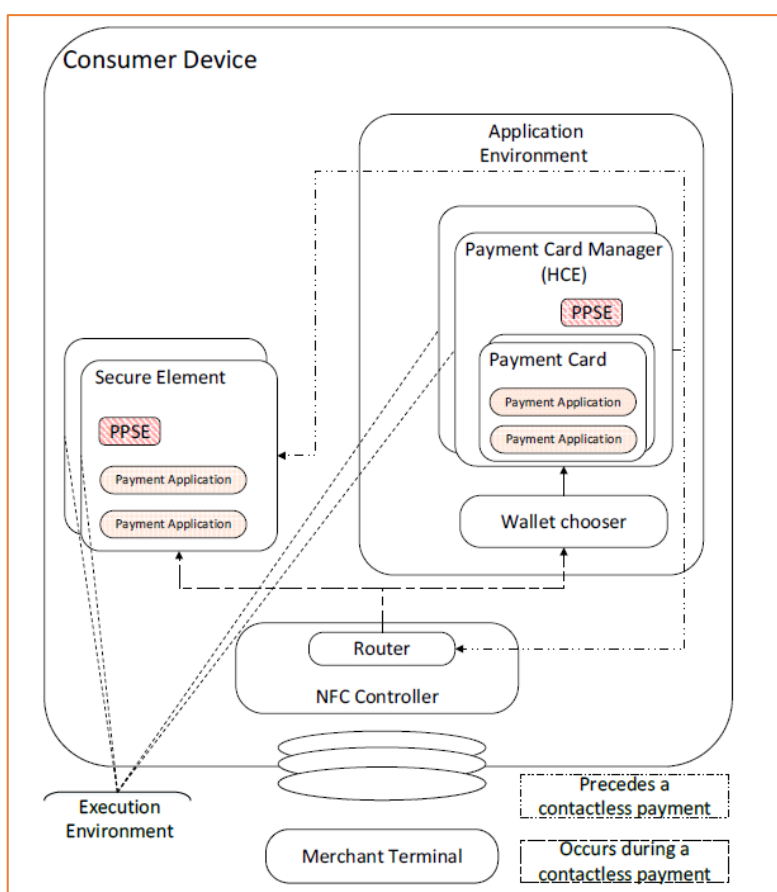 Consumer Device
Application
Environment
Payment Card Manager
(HCE)
PPSE
Payment Card
Payment Application
Payment Application
Secure Element
PPSE
Payment Application
Payment Application
Wallet chooser
Router
NFC Controller
Execution
Environment
Merchant Terminal
Precedes a
contactless payment
Occurs during a
contactless payment